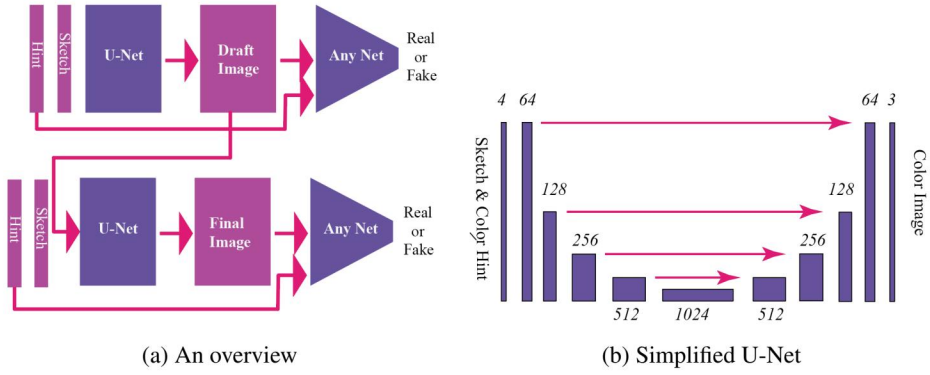 Hint
Sketch
U-Net
Draft
Image
Any Net
Real
or
Fake
Hint
Sketch
U-Net
Final
Image
Any Net
Real
or
Fake
(a) An overview
4 64
128
256
512
1024
512
256
128
64 3
Sketch & Color Hint
Color Image
(b) Simplified U-Net